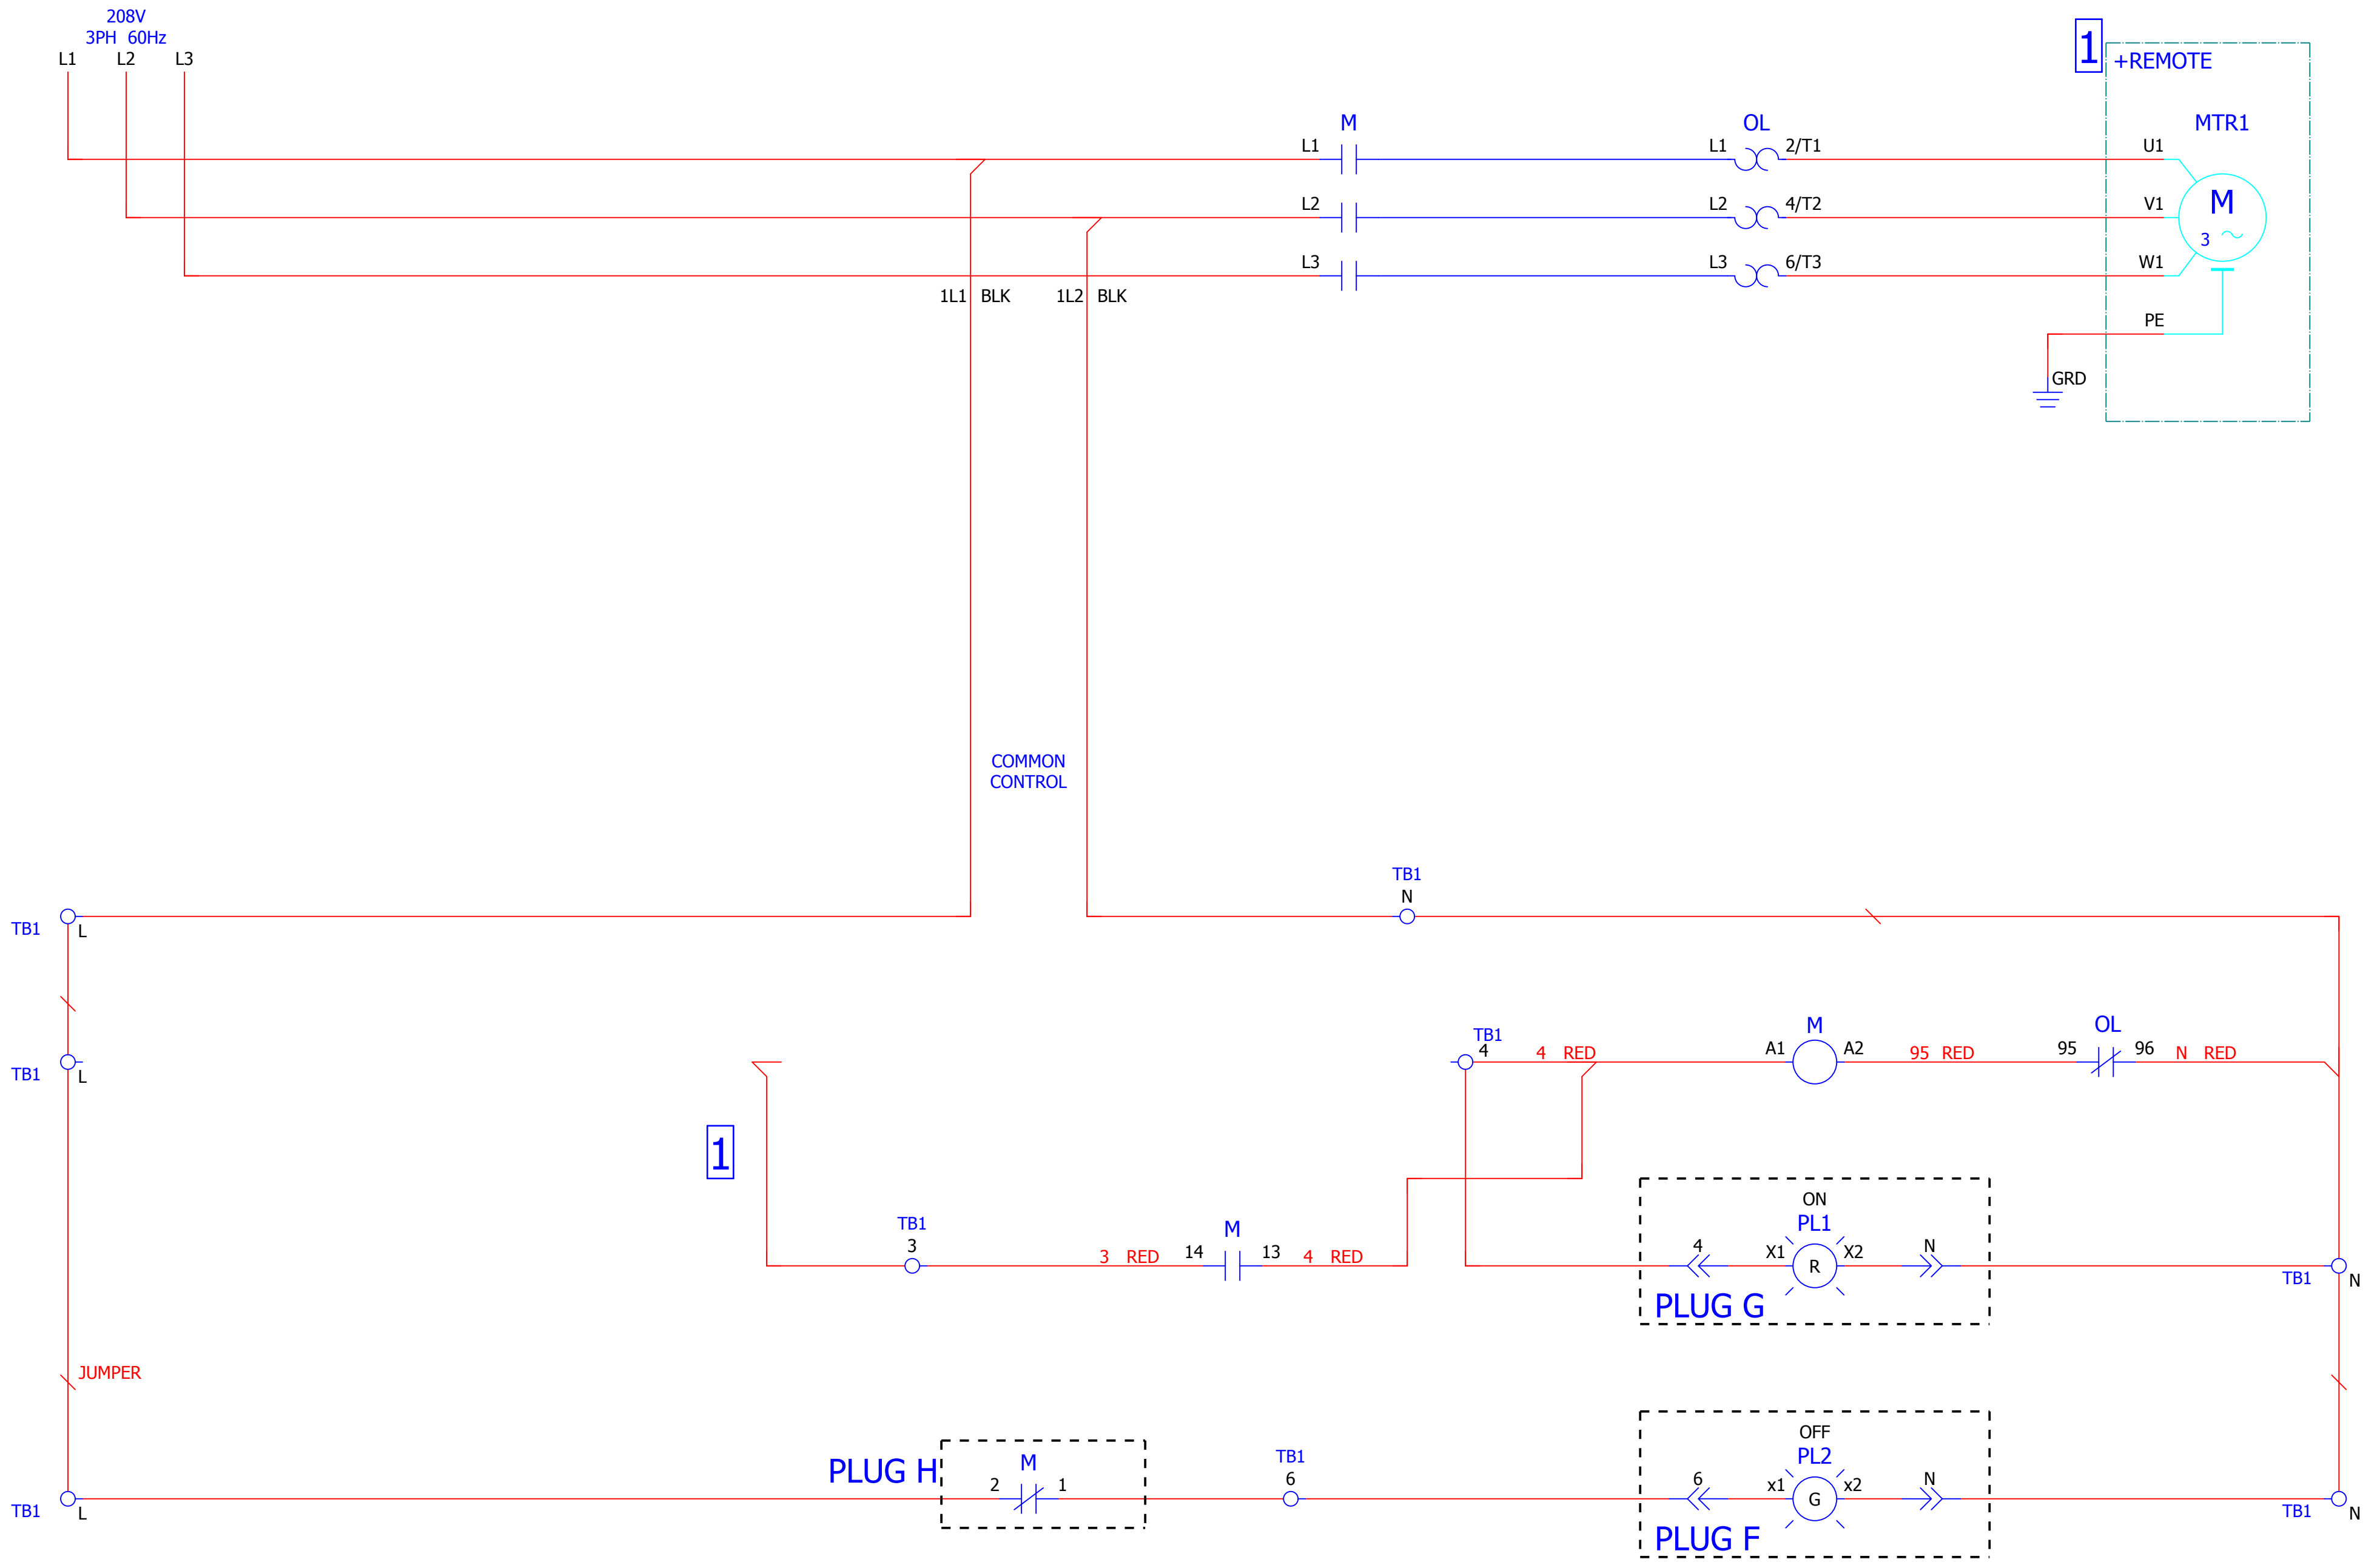 208V
3PH 60Hz
L1 L2 L3
1
+REMOTE
M OL MTR1
L1 L1 2/T1 U1
L2 L2 4/T2 V1
M
3
L3 L3 6/T3 W1
1L1 BLK 1L2 BLK
PE
GRD
COMMON
CONTROL
TB1
N
TB1 L
TB1 M OL
4 4 RED A1 A2 95 RED 95 96 N RED
TB1 L
1
ON
TB1 M PL1
3 3 RED 14 13 4 RED 4 X1 X2 N
R
TB1 N
PLUG G
JUMPER
OFF
PLUG H M TB1 PL2
2 1 6 6 x1 x2 N
G
TB1 L TB1 N
PLUG F